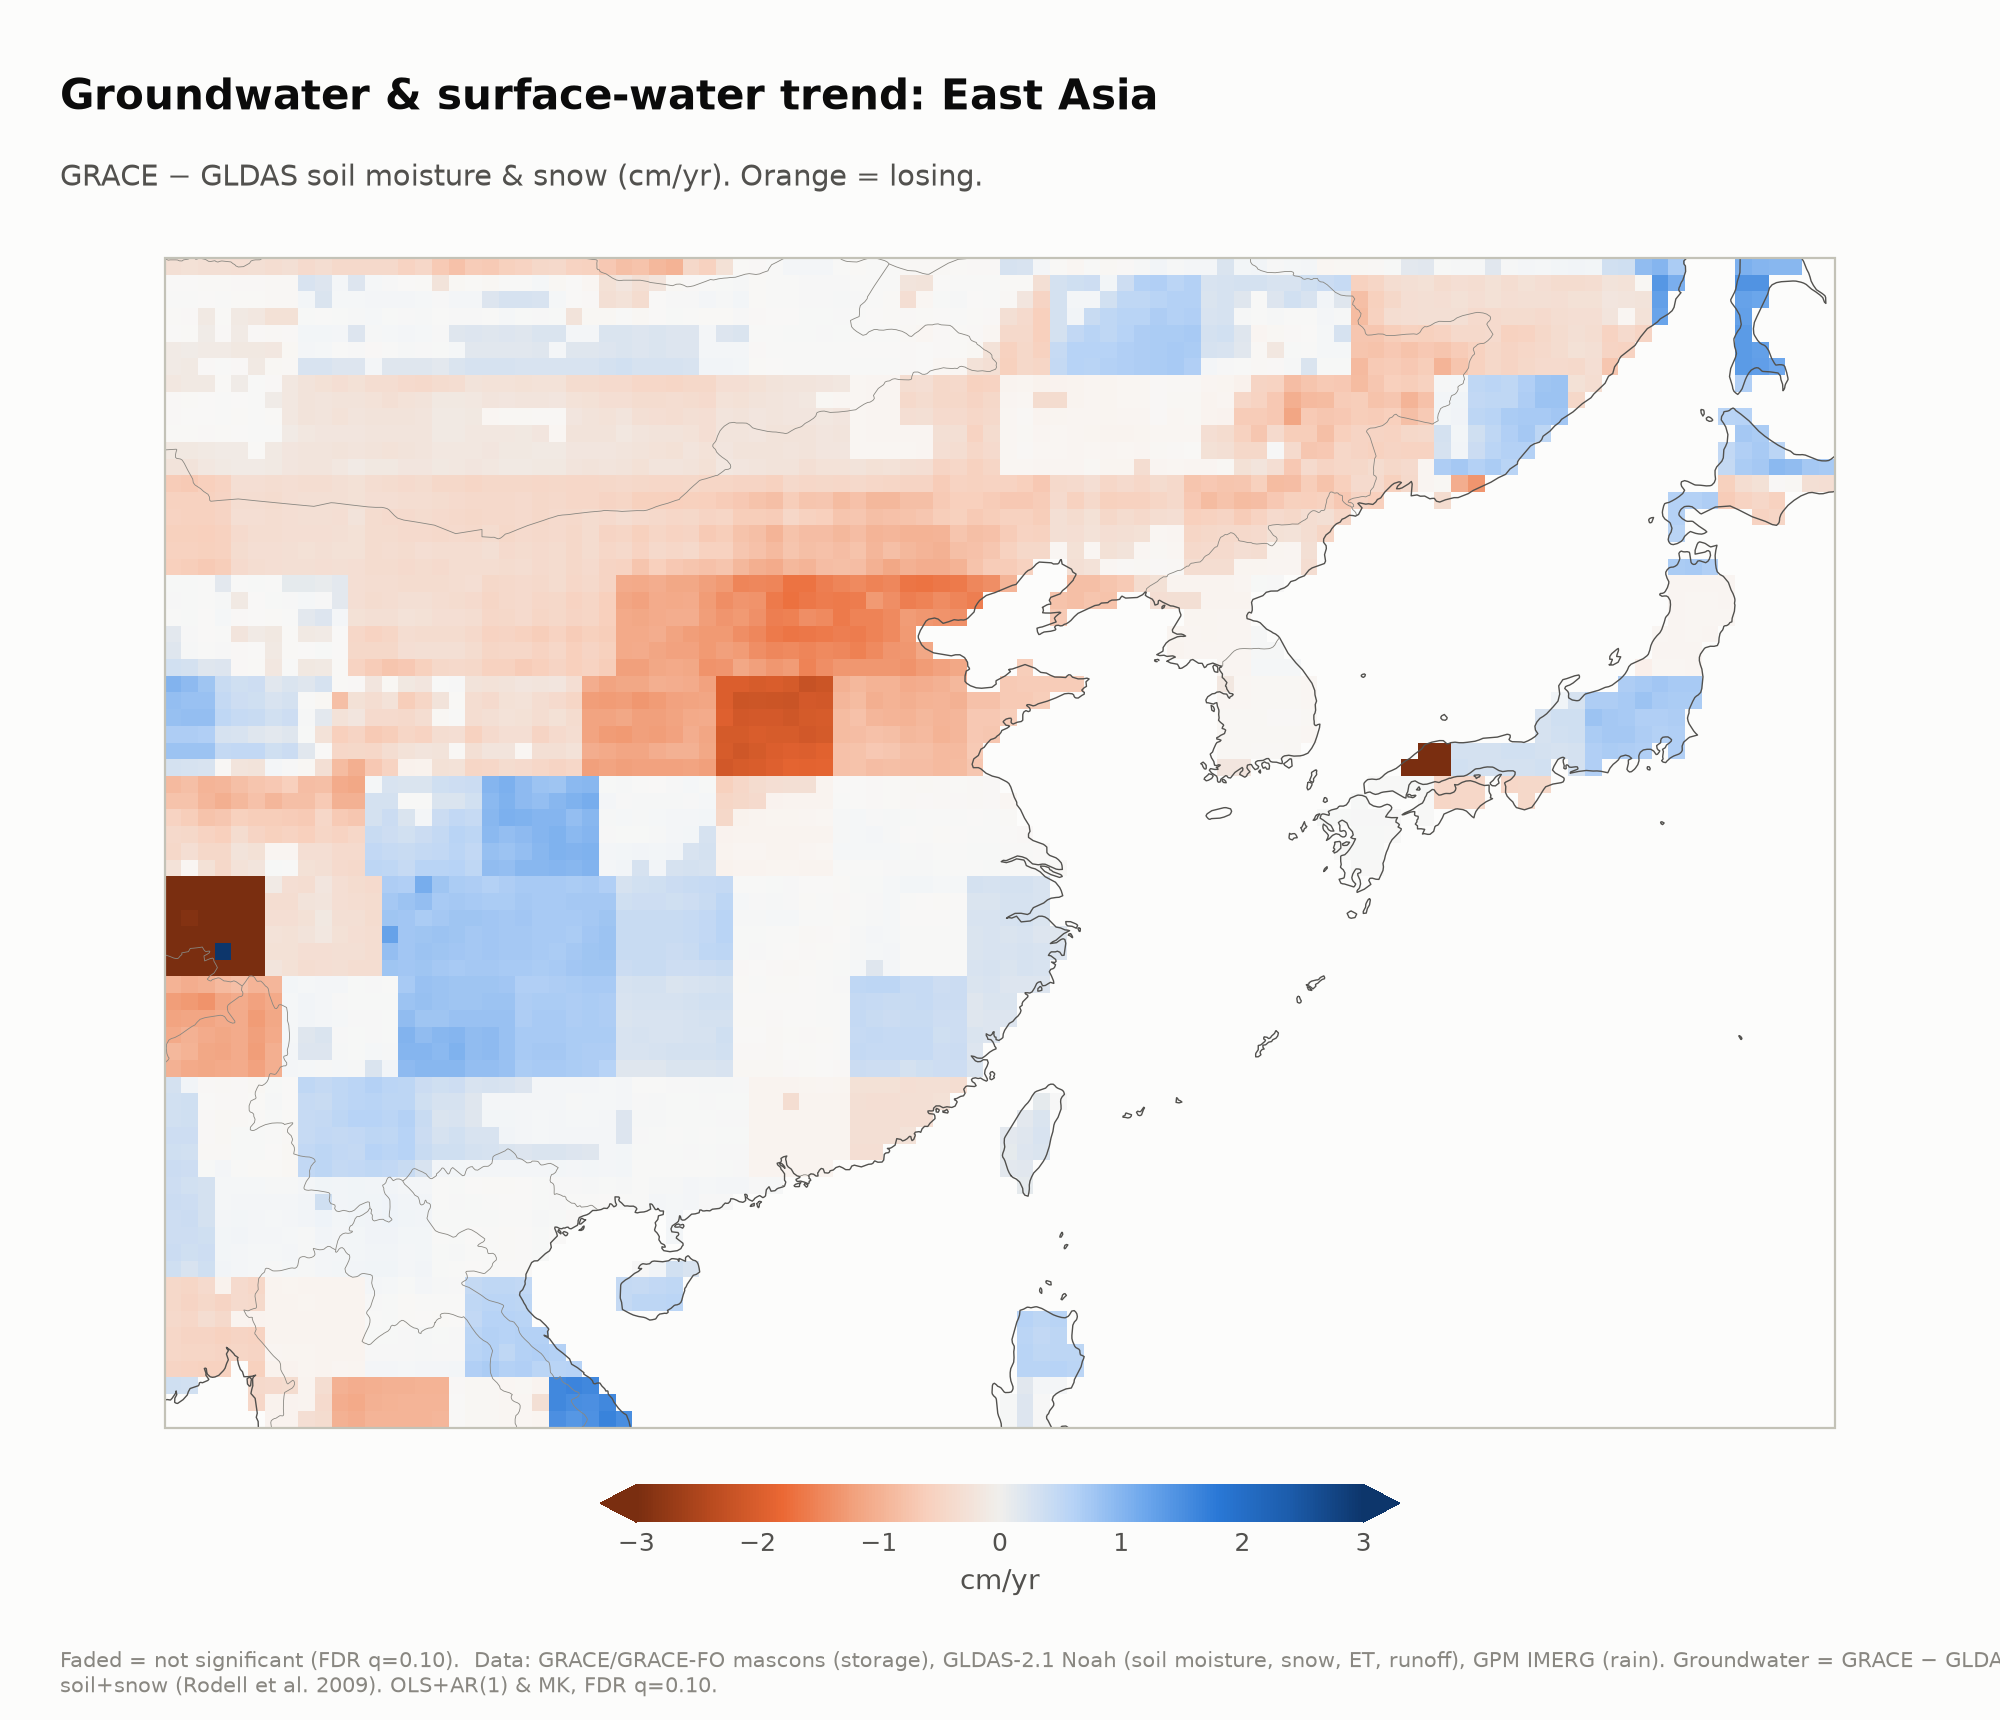 Groundwater & surface-water trend: East Asia
GRACE − GLDAS soil moisture & snow (cm/yr). Orange = losing.
−3 −2 −1 0 1 2 3
cm/yr
Faded = not significant (FDR q=0.10).  Data: GRACE/GRACE-FO mascons (storage), GLDAS-2.1 Noah (soil moisture, snow, ET, runoff), GPM IMERG (rain). Groundwater = GRACE − GLDA
soil+snow (Rodell et al. 2009). OLS+AR(1) & MK, FDR q=0.10.